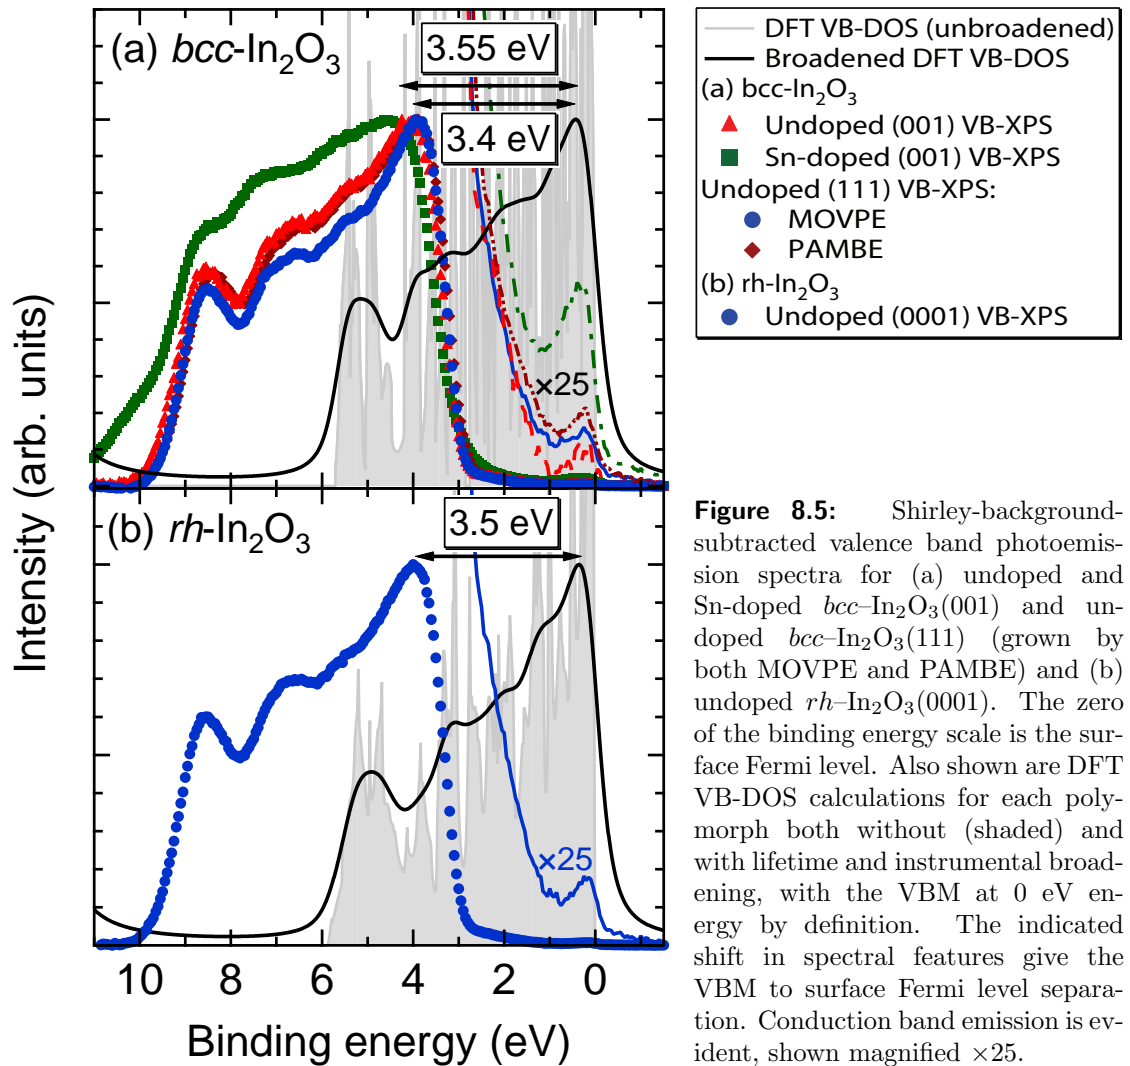 (a) bcc-In2O3
3.55 eV
3.4 eV
×25
(b) rh-In2O3
3.5 eV
×25
10 8 6 4 2 0
Binding energy (eV)
Intensity (arb. units)
DFT VB-DOS (unbroadened)
Broadened DFT VB-DOS
(a) bcc-In2O3
Undoped (001) VB-XPS
Sn-doped (001) VB-XPS
Undoped (111) VB-XPS:
MOVPE
PAMBE
(b) rh-In2O3
Undoped (0001) VB-XPS
Figure 8.5: Shirley-background-
subtracted valence band photoemis-
sion spectra for (a) undoped and
Sn-doped bcc–In2O3(001) and un-
doped bcc–In2O3(111) (grown by
both MOVPE and PAMBE) and (b)
undoped rh–In2O3(0001). The zero
of the binding energy scale is the sur-
face Fermi level. Also shown are DFT
VB-DOS calculations for each poly-
morph both without (shaded) and
with lifetime and instrumental broad-
ening, with the VBM at 0 eV en-
ergy by definition. The indicated
shift in spectral features give the
VBM to surface Fermi level separa-
tion. Conduction band emission is ev-
ident, shown magnified ×25.